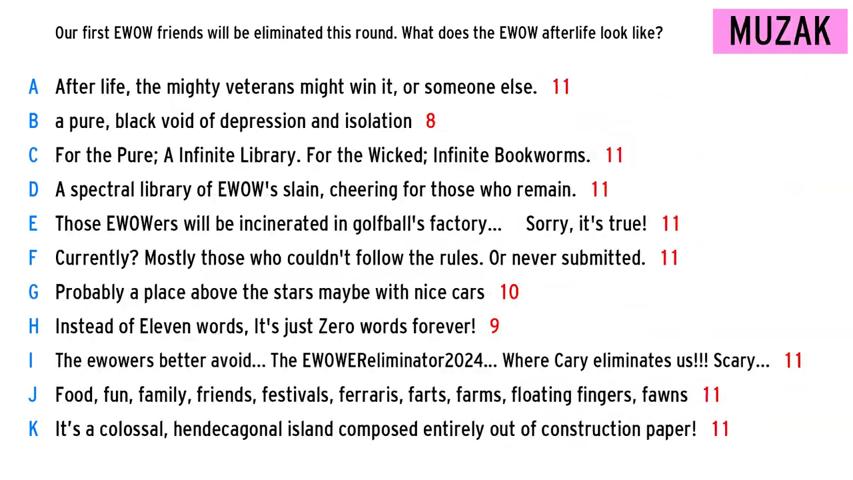 Our first EWOW friends will be eliminated this round. What does the EWOW afterlife look like?
MUZAK
A After life, the mighty veterans might win it, or someone else. 11
B a pure, black void of depression and isolation 8
C For the Pure; A Infinite Library. For the Wicked; Infinite Bookworms. 11
D A spectral library of EWOW's slain, cheering for those who remain. 11
E Those EWOWers will be incinerated in golfball's factory... Sorry, it's true! 11
F Currently? Mostly those who couldn't follow the rules. Or never submitted. 11
G Probably a place above the stars maybe with nice cars 10
H Instead of Eleven words, It's just Zero words forever! 9
I The ewowers better avoid... The EWOWEReliminator2024... Where Cary eliminates us!!! Scary... 11
J Food, fun, family, friends, festivals, ferraris, farts, farms, floating fingers, fawns 11
K It's a colossal, hendecagonal island composed entirely out of construction paper! 11